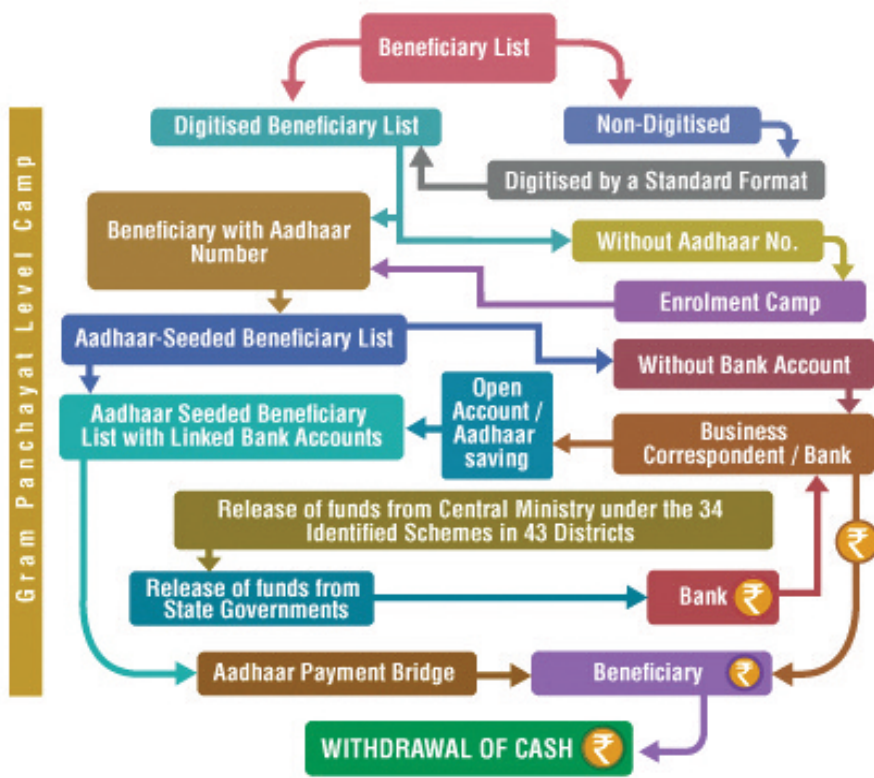 Beneficiary List
Gram Panchayat Level Camp
Digitised Beneficiary List
Non-Digitised
Digitised by a Standard Format
Beneficiary with Aadhaar
Number
Without Aadhaar No.
Enrolment Camp
Aadhaar-Seeded Beneficiary List
Without Bank Account
Aadhaar Seeded Beneficiary
List with Linked Bank Accounts
Open
Account /
Aadhaar
saving
Business
Correspondent / Bank
Release of funds from Central Ministry under the 34
Identified Schemes in 43 Districts
₹
Release of funds from
State Governments
Bank ₹
Aadhaar Payment Bridge
Beneficiary ₹
WITHDRAWAL OF CASH ₹